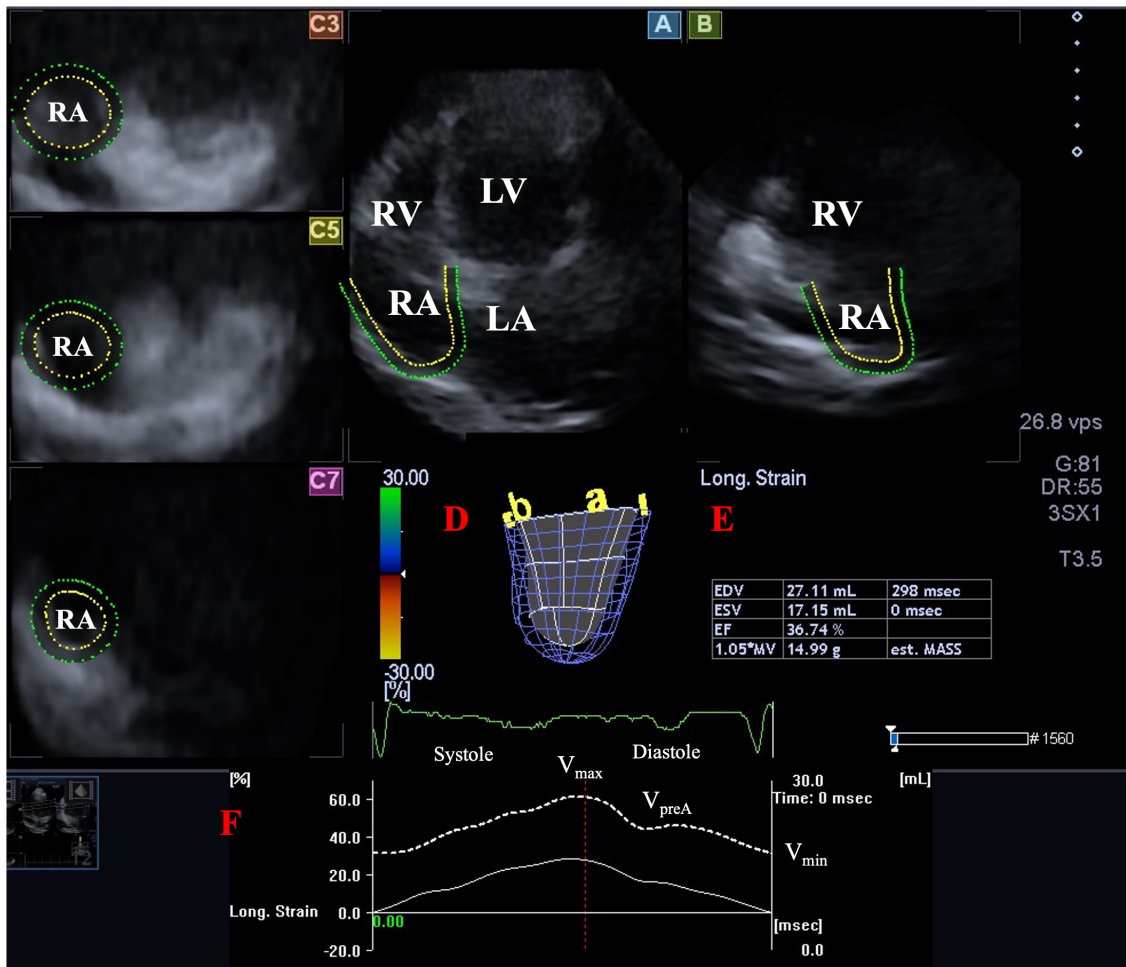 C3
RA
C5
RA
C7
RA
A
RV
LV
RA
LA
B
RV
RA
26.8 vps
G:81
DR:55
3SX1
T3.5
30.00
-30.00
[%]
D
b a
E
Long. Strain
EDV 27.11 mL 298 msec
ESV 17.15 mL 0 msec
EF 36.74 %
1.05*MV 14.99 g est. MASS
#1560
Systole Diastole
F
[%]
60.0
40.0
20.0
0.0
-20.0
Long. Strain
0.00
Vmax
VpreA
Vmin
30.0 [mL]
Time: 0 msec
[msec]
0.0
T2